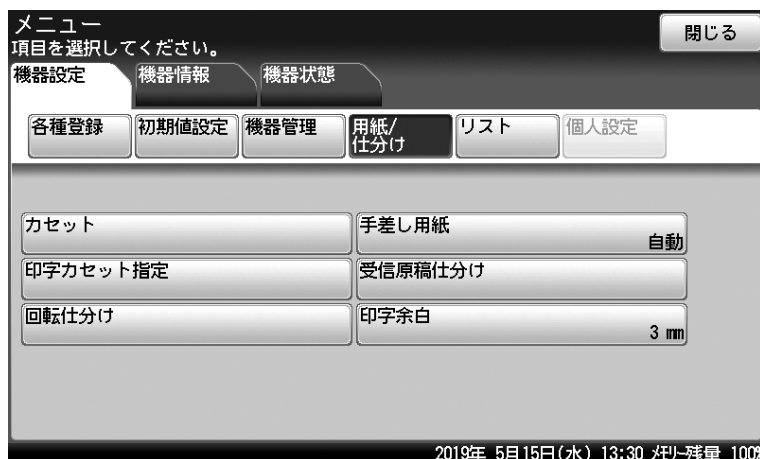 メニュー
項目を選択してください。
閉じる
機器設定 機器情報 機器状態
各種登録 初期値設定 機器管理 用紙/ リスト 個人設定
仕分け
カセット 手差し用紙
自動
印字カセット指定 受信原稿仕分け
回転仕分け 印字余白
3 mm
2019年 5月15日(水) 13:30 ﾒﾓﾘｰ残量 100%